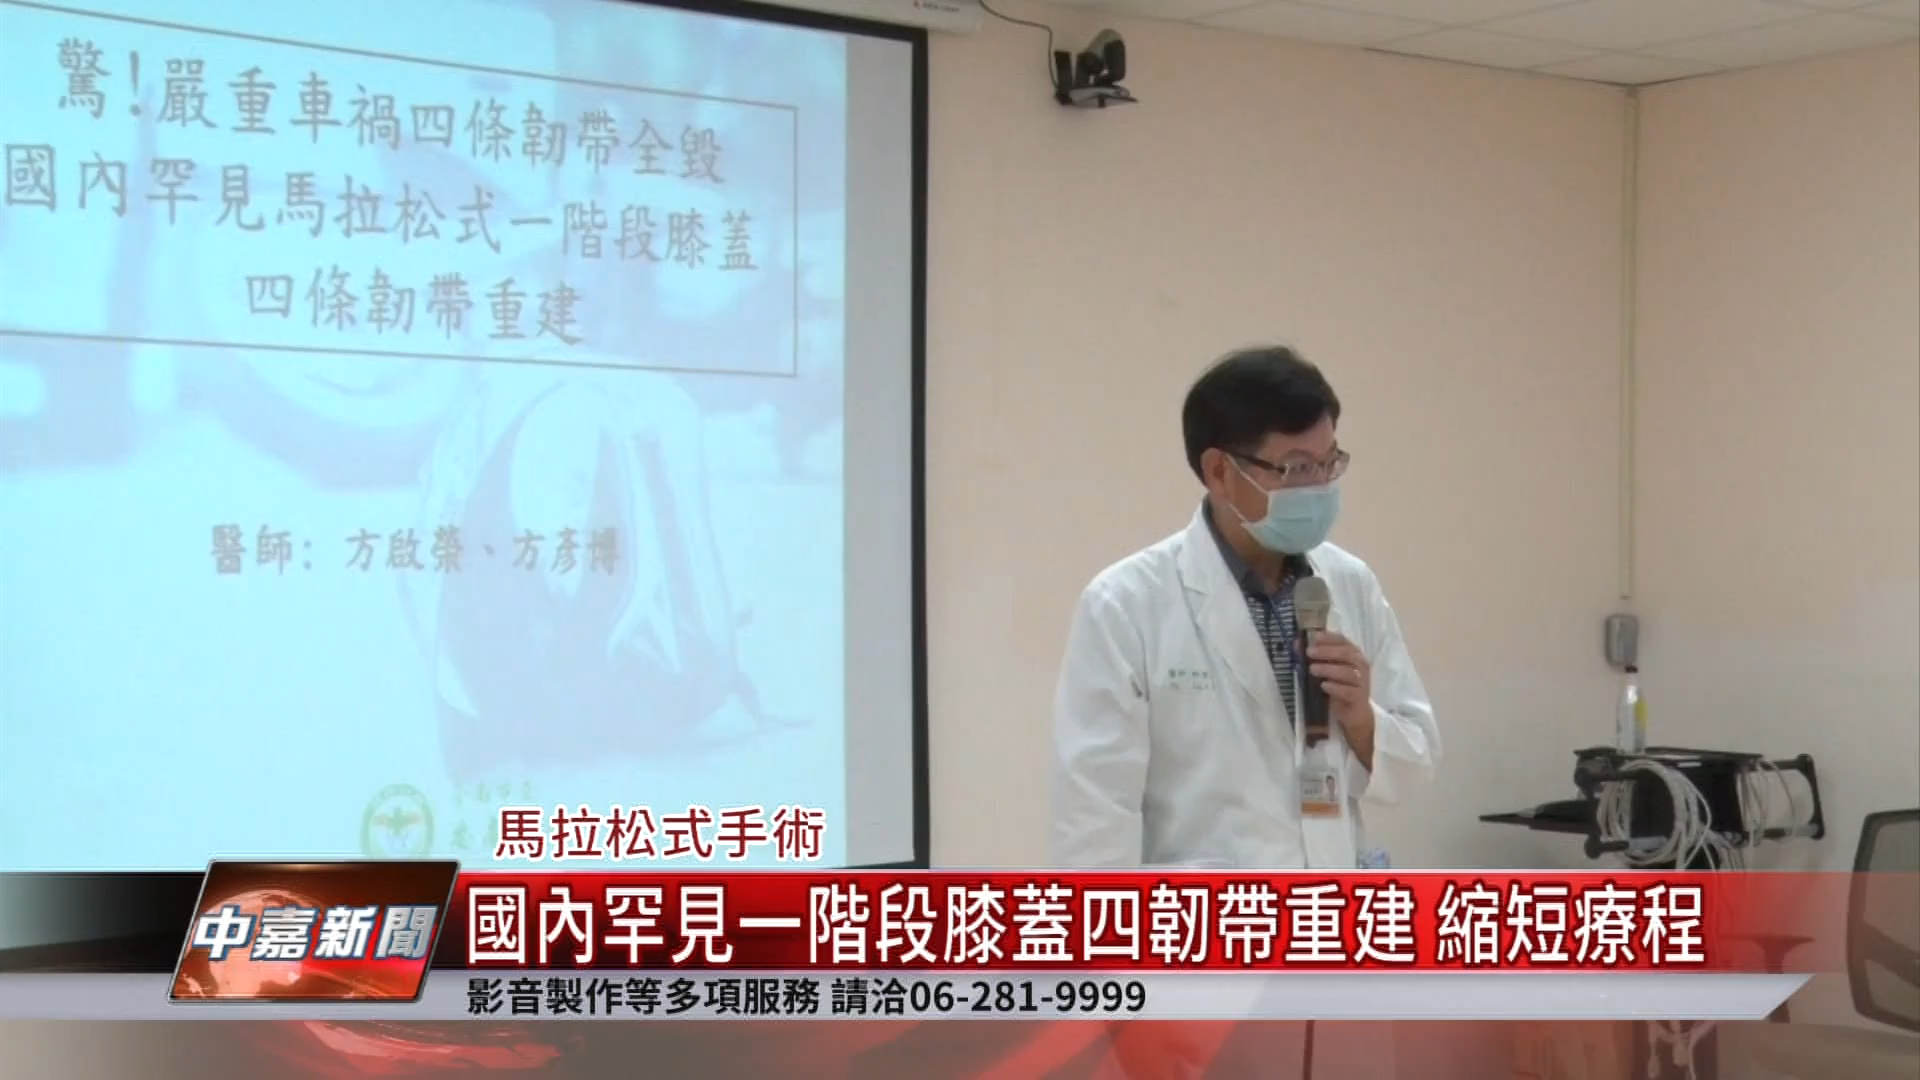 驚！嚴重車禍四條韌帶全毀
國內罕見馬拉松式一階段膝蓋
四條韌帶重建
醫師：方啟榮、方彥博
馬拉松式手術
中嘉新聞
國內罕見一階段膝蓋四韌帶重建 縮短療程
影音製作等多項服務 請洽06-281-9999